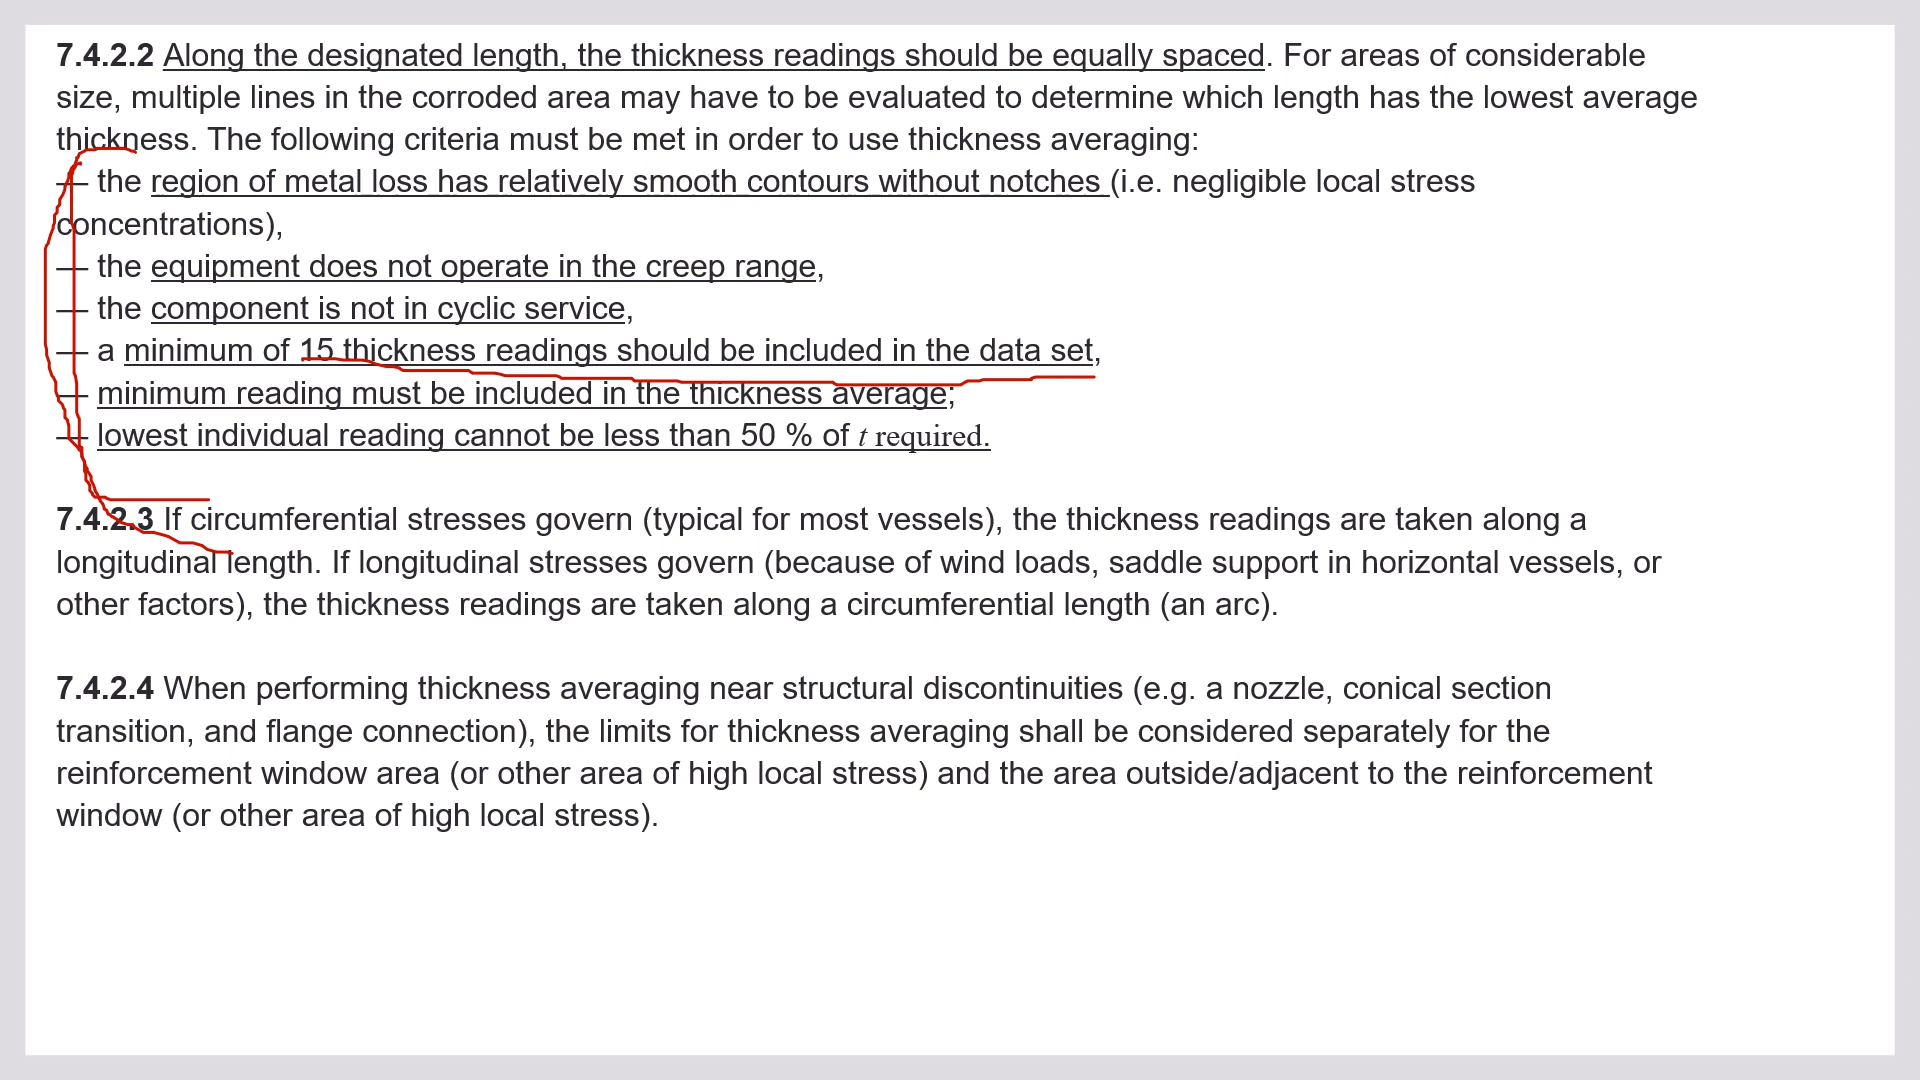 7.4.2.2 Along the designated length, the thickness readings should be equally spaced. For areas of considerable
size, multiple lines in the corroded area may have to be evaluated to determine which length has the lowest average
thickness. The following criteria must be met in order to use thickness averaging:
— the region of metal loss has relatively smooth contours without notches (i.e. negligible local stress
concentrations),
— the equipment does not operate in the creep range,
— the component is not in cyclic service,
— a minimum of 15 thickness readings should be included in the data set,
— minimum reading must be included in the thickness average;
— lowest individual reading cannot be less than 50 % of t required.
7.4.2.3 If circumferential stresses govern (typical for most vessels), the thickness readings are taken along a
longitudinal length. If longitudinal stresses govern (because of wind loads, saddle support in horizontal vessels, or
other factors), the thickness readings are taken along a circumferential length (an arc).
7.4.2.4 When performing thickness averaging near structural discontinuities (e.g. a nozzle, conical section
transition, and flange connection), the limits for thickness averaging shall be considered separately for the
reinforcement window area (or other area of high local stress) and the area outside/adjacent to the reinforcement
window (or other area of high local stress).